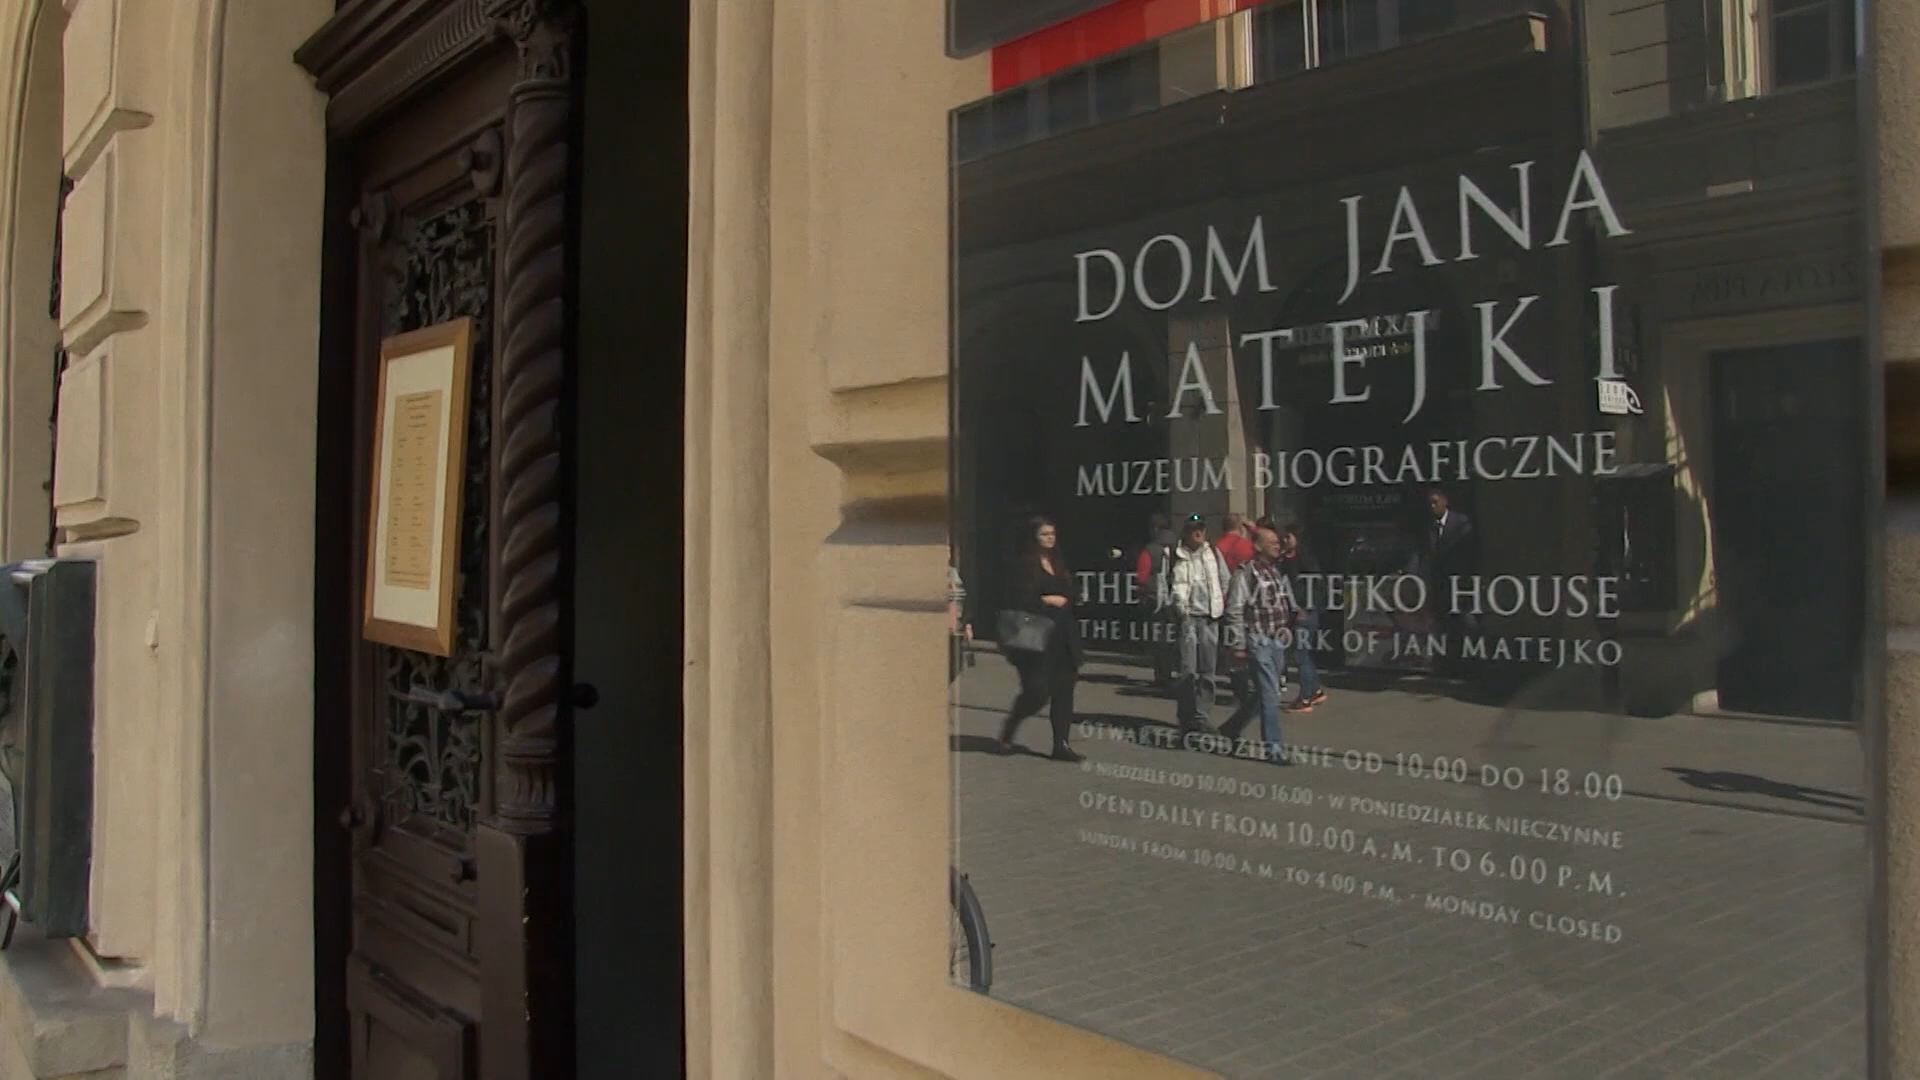 DOM JANA
MATEJKI
MUZEUM BIOGRAFICZNE
THE JAN MATEJKO HOUSE
THE LIFE AND WORK OF JAN MATEJKO
OTWARTE CODZIENNIE OD 10.00 DO 18.00
W NIEDZIELE OD 10.00 DO 16.00 - W PONIEDZIAŁEK NIECZYNNE
OPEN DAILY FROM 10.00 A.M. TO 6.00 P.M.
SUNDAY FROM 10.00 A.M. TO 4.00 P.M. - MONDAY CLOSED